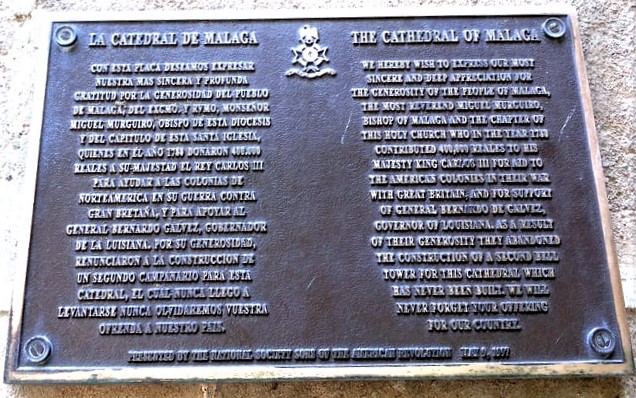 LA CATEDRAL DE MALAGA
CON ESTA PLACA DESEAMOS EXPRESAR
NUESTRA MAS SINCERA Y PROFUNDA
GRATITUD POR LA GENEROSIDAD DEL PUEBLO
DE MALAGA, DEL EXCMO. Y RVMO. MONSEÑOR
MIGUEL MURGUIRO, OBISPO DE ESTA DIOCESIS
Y DEL CAPITULO DE ESTA SANTA IGLESIA,
QUIENES EN EL AÑO DONARON 400,000
REALES A SU MAJESTAD EL REY CARLOS III
PARA AYUDAR A LAS COLONIAS DE
NORTEAMERICA EN SU GUERRA CONTRA
GRAN BRETAÑA, Y PARA APOYAR AL
GENERAL BERNARDO GALVEZ, GOBERNADOR
DE LA LUISIANA. POR SU GENEROSIDAD,
RENUNCIARON A LA CONSTRUCCION DE
UN SEGUNDO CAMPANARIO PARA ESTA
CATEDRAL, EL CUAL NUNCA LLEGO A
LEVANTARSE NUNCA OLVIDAREMOS VUESTRA
OFRENDA A NUESTRO PAIS.
THE CATHEDRAL OF MALAGA
WE HEREBY WISH TO EXPRESS OUR MOST
SINCERE AND DEEP APPRECIATION FOR
THE GENEROSITY OF THE PEOPLE OF MALAGA,
THE MOST REVEREND MIGUEL MURGUIRO,
BISHOP OF MALAGA AND THE CHAPTER OF
THIS HOLY CHURCH WHO IN THE YEAR
CONTRIBUTED 400,000 REALES TO HIS
MAJESTY KING CARLOS III FOR AID TO
THE AMERICAN COLONIES IN THEIR WAR
WITH GREAT BRITAIN, AND FOR SUPPORT
OF GENERAL BERNARDO DE GALVEZ,
GOVERNOR OF LOUISIANA. AS A RESULT
OF THEIR GENEROSITY THEY ABANDONED
THE CONSTRUCTION OF A SECOND BELL
TOWER FOR THIS CATHEDRAL WHICH
HAS NEVER BEEN BUILT. WE WILL
NEVER FORGET YOUR OFFERING
FOR OUR COUNTRY.
PRESENTED BY THE NATIONAL SOCIETY SONS OF THE AMERICAN REVOLUTION MAY